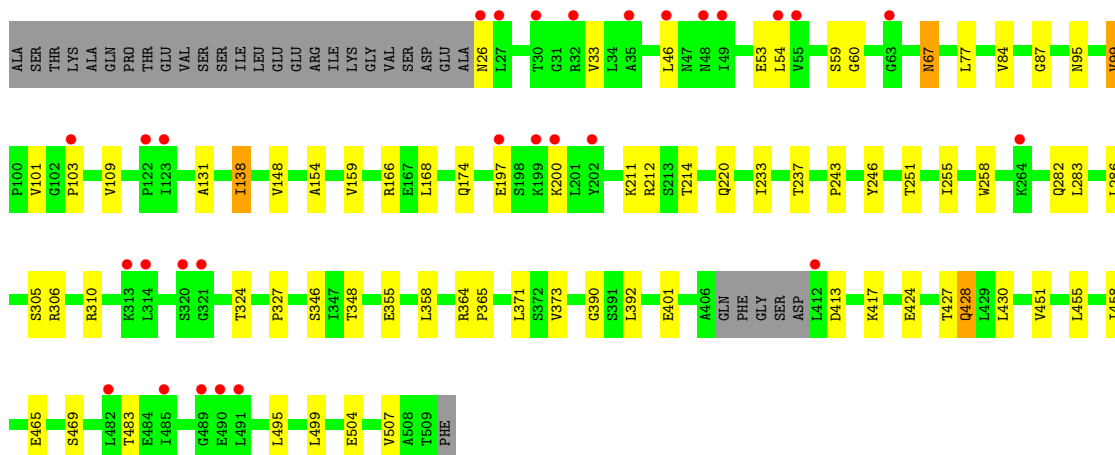 ALA SER THR LYS ALA GLN PRO THR GLU VAL SER SER ILE LEU GLU GLU ARG ILE LYS GLY VAL SER ASP GLU ALA N26 L27 T30 G31 R32 V33 L34 A35 L46 N47 N48 I49 E53 L54 V55 S59 G60 G63 N67 L77 V84 G87 N95 V99
P100 V101 G102 P103 V109 P122 I123 A131 I138 V148 A154 V159 R166 E167 L168 Q174 E197 S198 K199 K200 L201 Y202 K211 R212 S213 T214 Q220 I233 T237 P243 Y246 T251 I255 W258 K264 Q282 L283 L286
S305 R306 R310 K313 L314 S320 G321 T324 P327 S346 I347 T348 E355 L358 R364 P365 L371 S372 V373 G390 S391 L392 E401 A406 GLN PHE GLY SER ASP L412 D413 K417 E424 T427 Q428 L429 L430 V451 L455 I458
E465 S469 L482 T483 E484 I485 G489 E490 L491 L495 L499 E504 V507 A508 T509 PHE